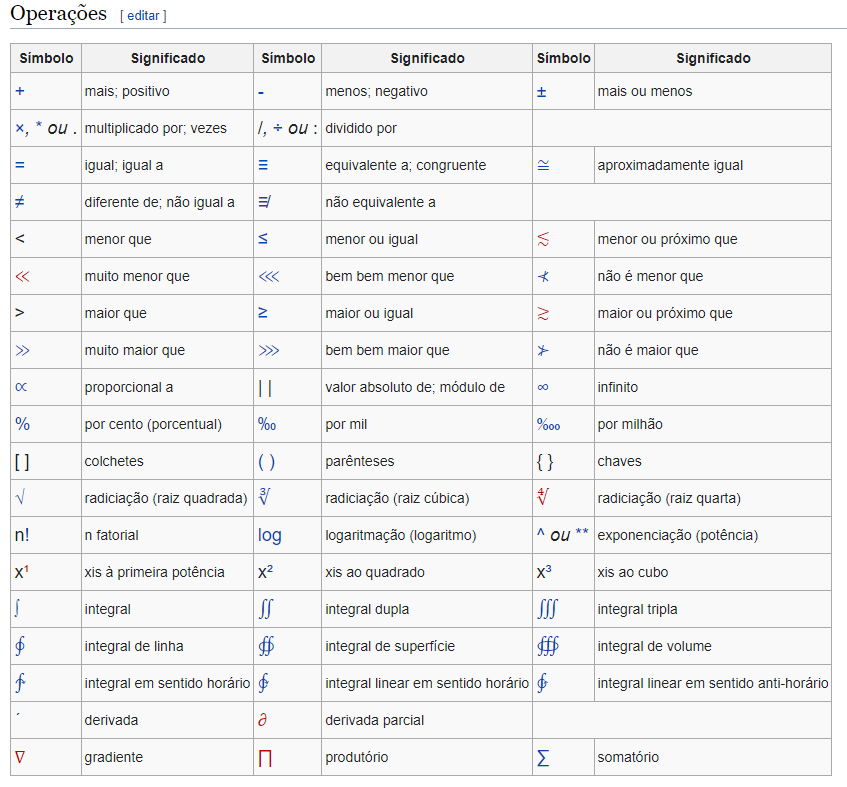 Operações [ editar ]
Símbolo Significado Símbolo Significado Símbolo Significado
+ mais; positivo - menos; negativo ± mais ou menos
×, * ou . multiplicado por; vezes /, ÷ ou : dividido por
= igual; igual a ≡ equivalente a; congruente ≅ aproximadamente igual
≠ diferente de; não igual a ≢ não equivalente a
< menor que ≤ menor ou igual ≲ menor ou próximo que
≪ muito menor que ⋘ bem bem menor que ≮ não é menor que
> maior que ≥ maior ou igual ≳ maior ou próximo que
≫ muito maior que ⋙ bem bem maior que ≯ não é maior que
∝ proporcional a | | valor absoluto de; módulo de ∞ infinito
% por cento (porcentual) ‰ por mil ‱ por milhão
[ ] colchetes ( ) parênteses { } chaves
√ radiciação (raiz quadrada) ∛ radiciação (raiz cúbica) ∜ radiciação (raiz quarta)
n! n fatorial log logaritmação (logaritmo) ^ ou ** exponenciação (potência)
x¹ xis à primeira potência x² xis ao quadrado x³ xis ao cubo
∫ integral ∬ integral dupla ∭ integral tripla
∮ integral de linha ∯ integral de superfície ∰ integral de volume
∱ integral em sentido horário ∲ integral linear em sentido horário ∳ integral linear em sentido anti-horário
´ derivada ∂ derivada parcial
∇ gradiente ∏ produtório ∑ somatório